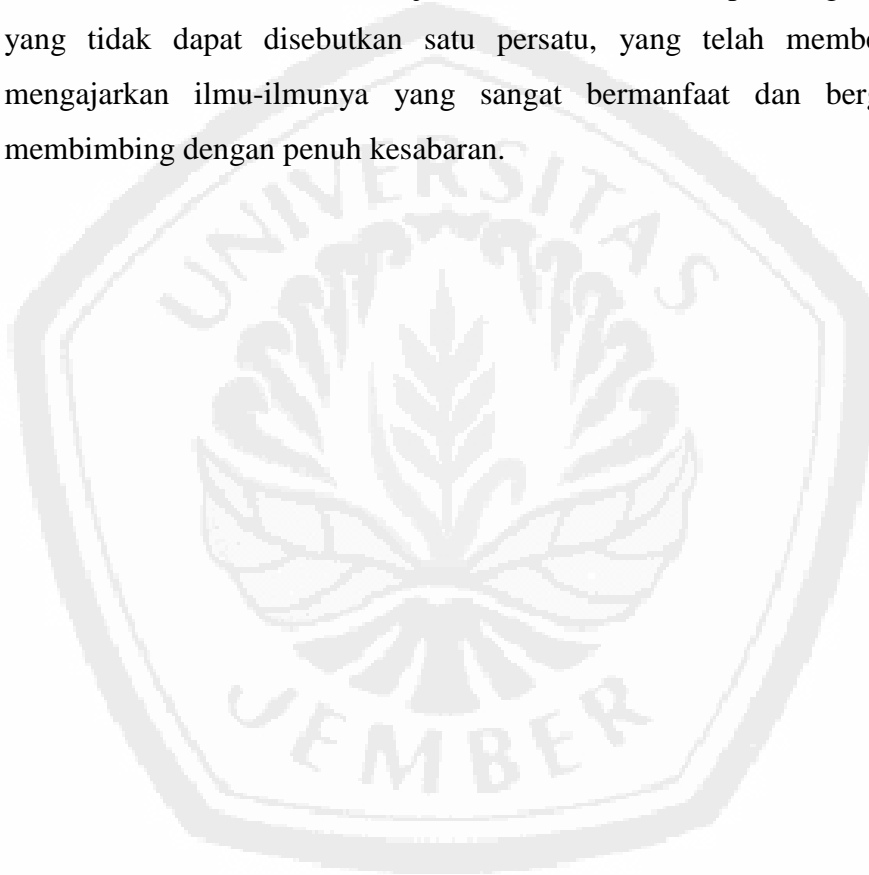 yang tidak dapat disebutkan satu persatu, yang telah
mengajarkan ilmu-ilmunya yang sangat bermanfaat dan
membimbing dengan penuh kesabaran.
UNIVERSITAS
JEMBER